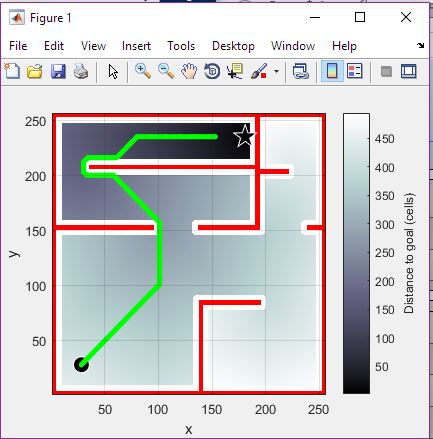 Figure 1
File Edit View Insert Tools Desktop Window Help
250
200
150
100
50
y
50 100 150 200 250
x
450
400
350
300
250
200
150
100
50
Distance to goal (cells)